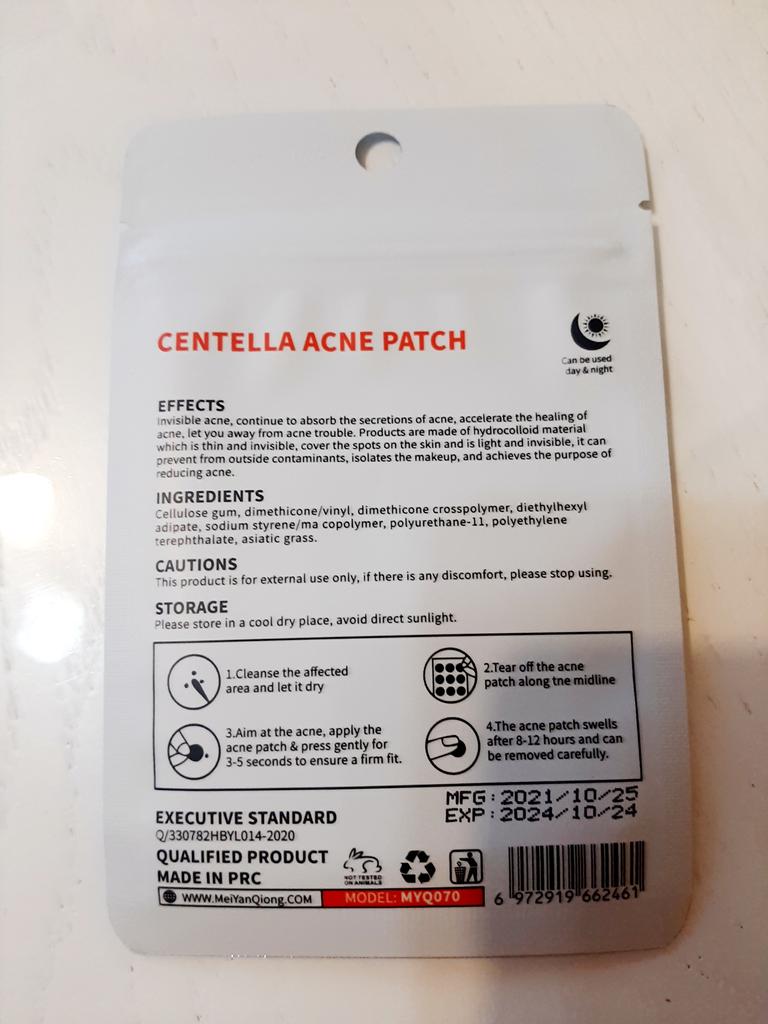 CENTELLA ACNE PATCH
Can be used
day & night
EFFECTS
Invisible acne, continue to absorb the secretions of acne, accelerate the healing of
acne, let you away from acne trouble. Products are made of hydrocolloid material
which is thin and invisible, cover the spots on the skin and is light and invisible, it can
prevent from outside contaminants, isolates the makeup, and achieves the purpose of
reducing acne.
INGREDIENTS
Cellulose gum, dimethicone/vinyl, dimethicone crosspolymer, diethylhexyl
adipate, sodium styrene/ma copolymer, polyurethane-11, polyethylene
terephthalate, asiatic grass.
CAUTIONS
This product is for external use only, if there is any discomfort, please stop using.
STORAGE
Please store in a cool dry place, avoid direct sunlight.
1.Cleanse the affected
area and let it dry
2.Tear off the acne
patch along tne midline
3.Aim at the acne, apply the
acne patch & press gently for
3-5 seconds to ensure a firm fit.
4.The acne patch swells
after 8-12 hours and can
be removed carefully.
MFG:2021/10/25
EXP:2024/10/24
EXECUTIVE STANDARD
Q/330782HBYL014-2020
QUALIFIED PRODUCT
MADE IN PRC
NOT TESTED
ON ANIMALS
WWW.MeiYanQiong.COM
MODEL: MYQ070
6 972919 662461